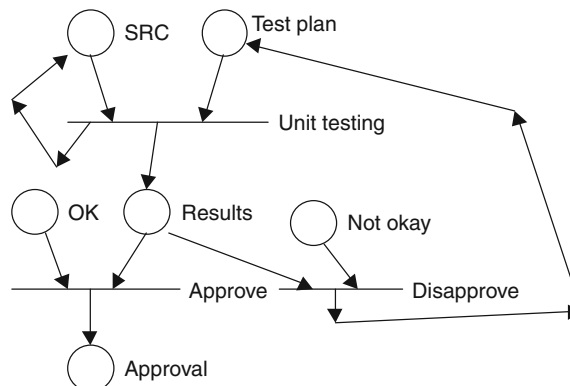 SRC
Test plan
Unit testing
OK
Results
Not okay
Approve
Disapprove
Approval